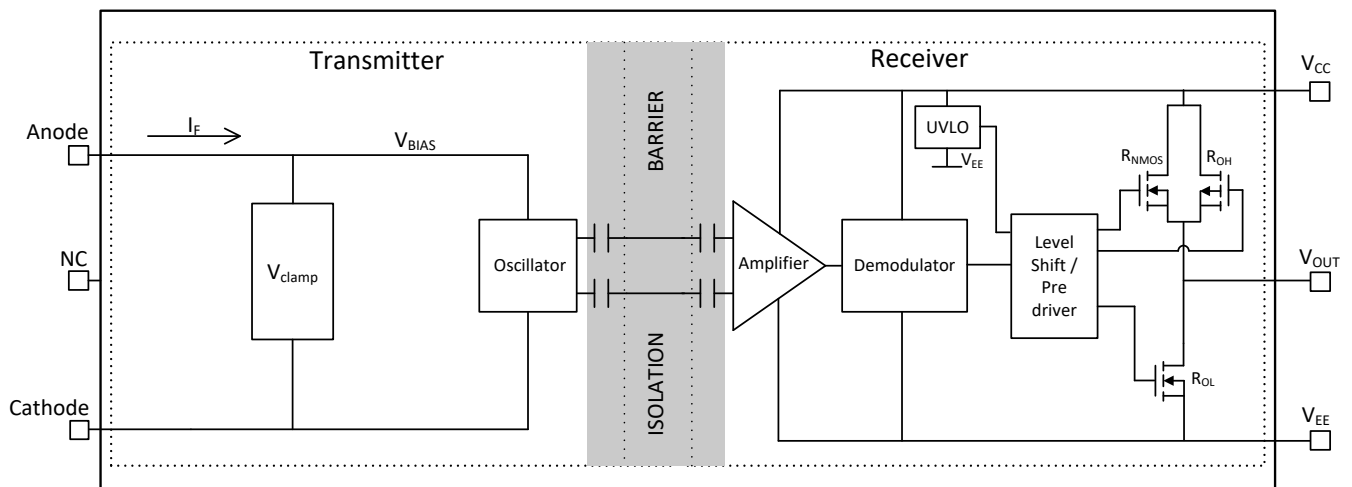 Transmitter
Receiver
V_CC
Anode
I_F
V_BIAS
BARRIER
UVLO
V_EE
R_NMOS
R_OH
NC
V_clamp
Oscillator
Amplifier
Demodulator
Level
Shift /
Pre
driver
V_OUT
ISOLATION
R_OL
Cathode
V_EE